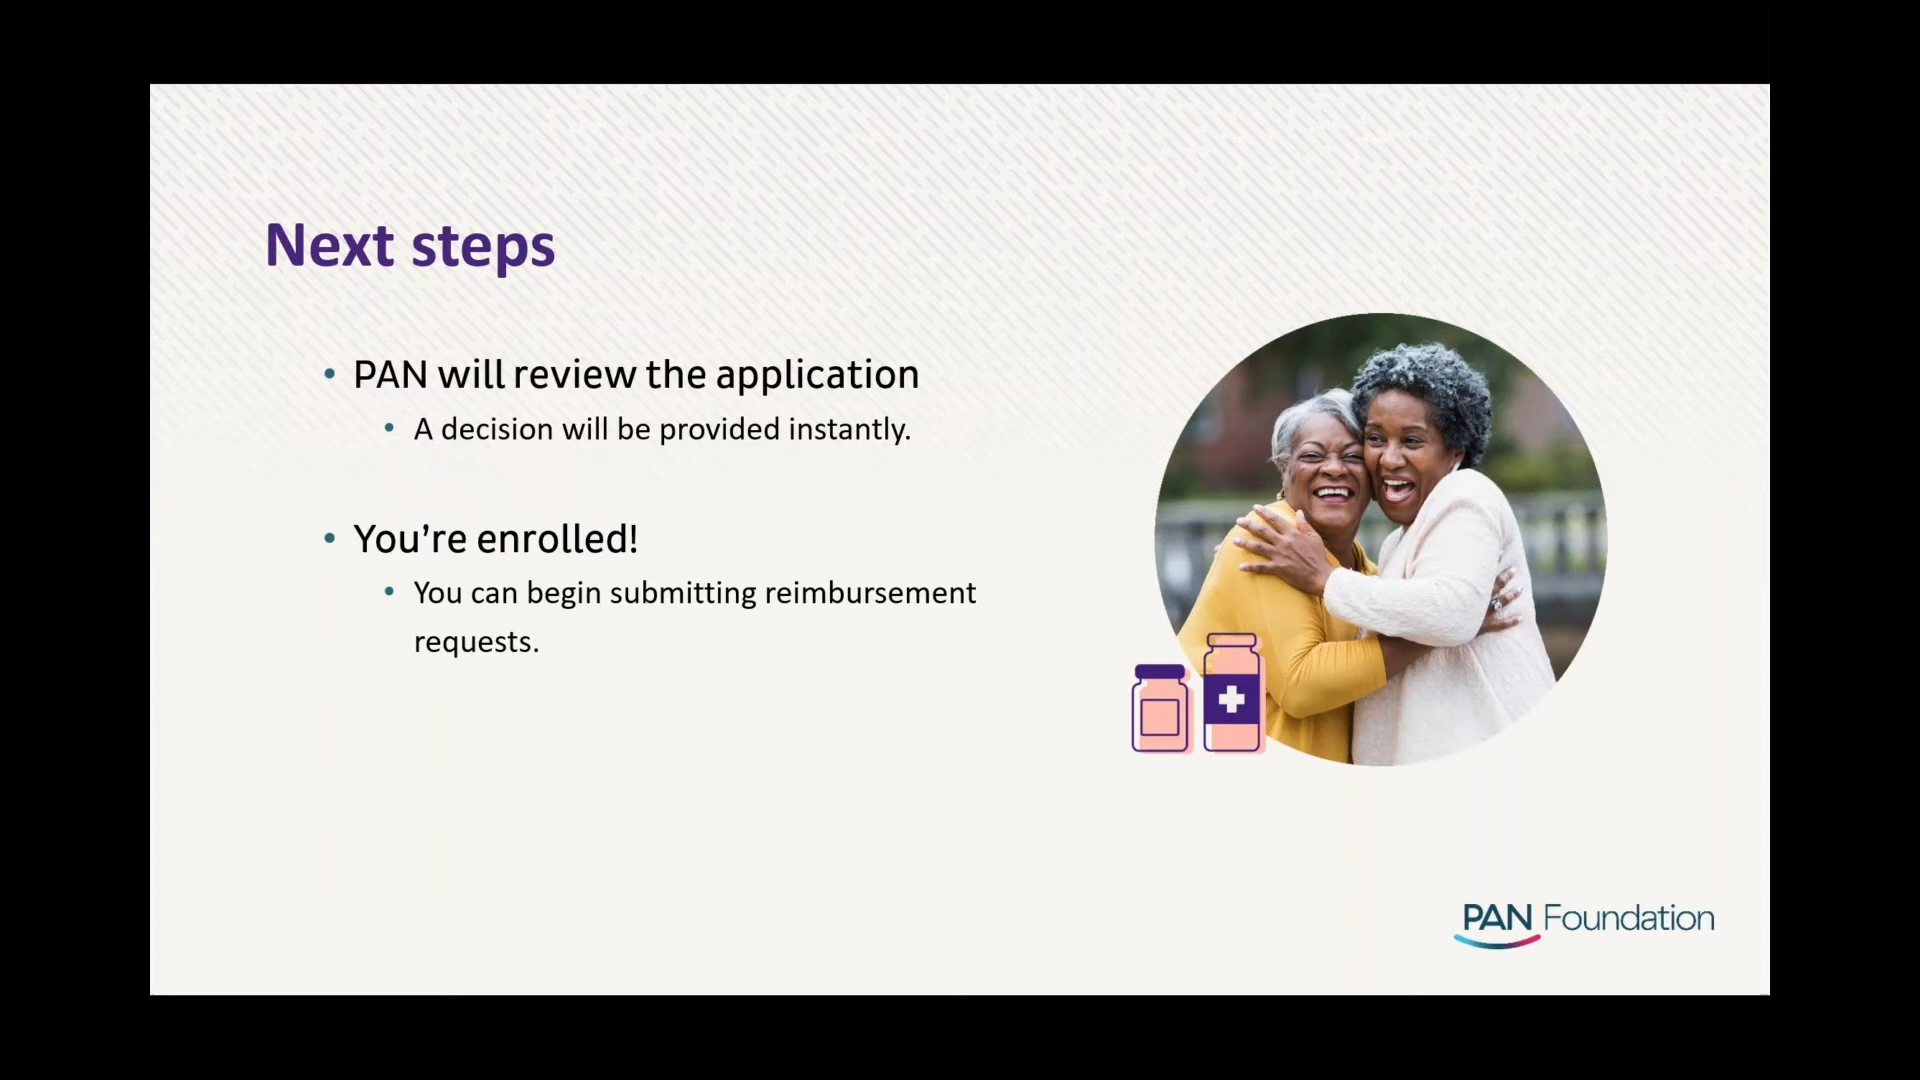 Next steps
• PAN will review the application
• A decision will be provided instantly.
• You’re enrolled!
• You can begin submitting reimbursement
requests.
PAN Foundation